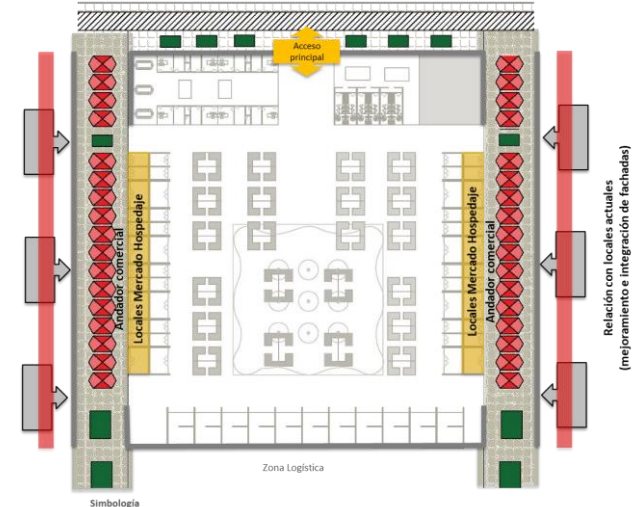 Acceso
principal
Andador comercial
Locales Mercado Hospedaje
Locales Mercado Hospedaje
Andador comercial
Relación con locales actuales
(mejoramiento e integración de fachadas)
Zona Logística
Simbología